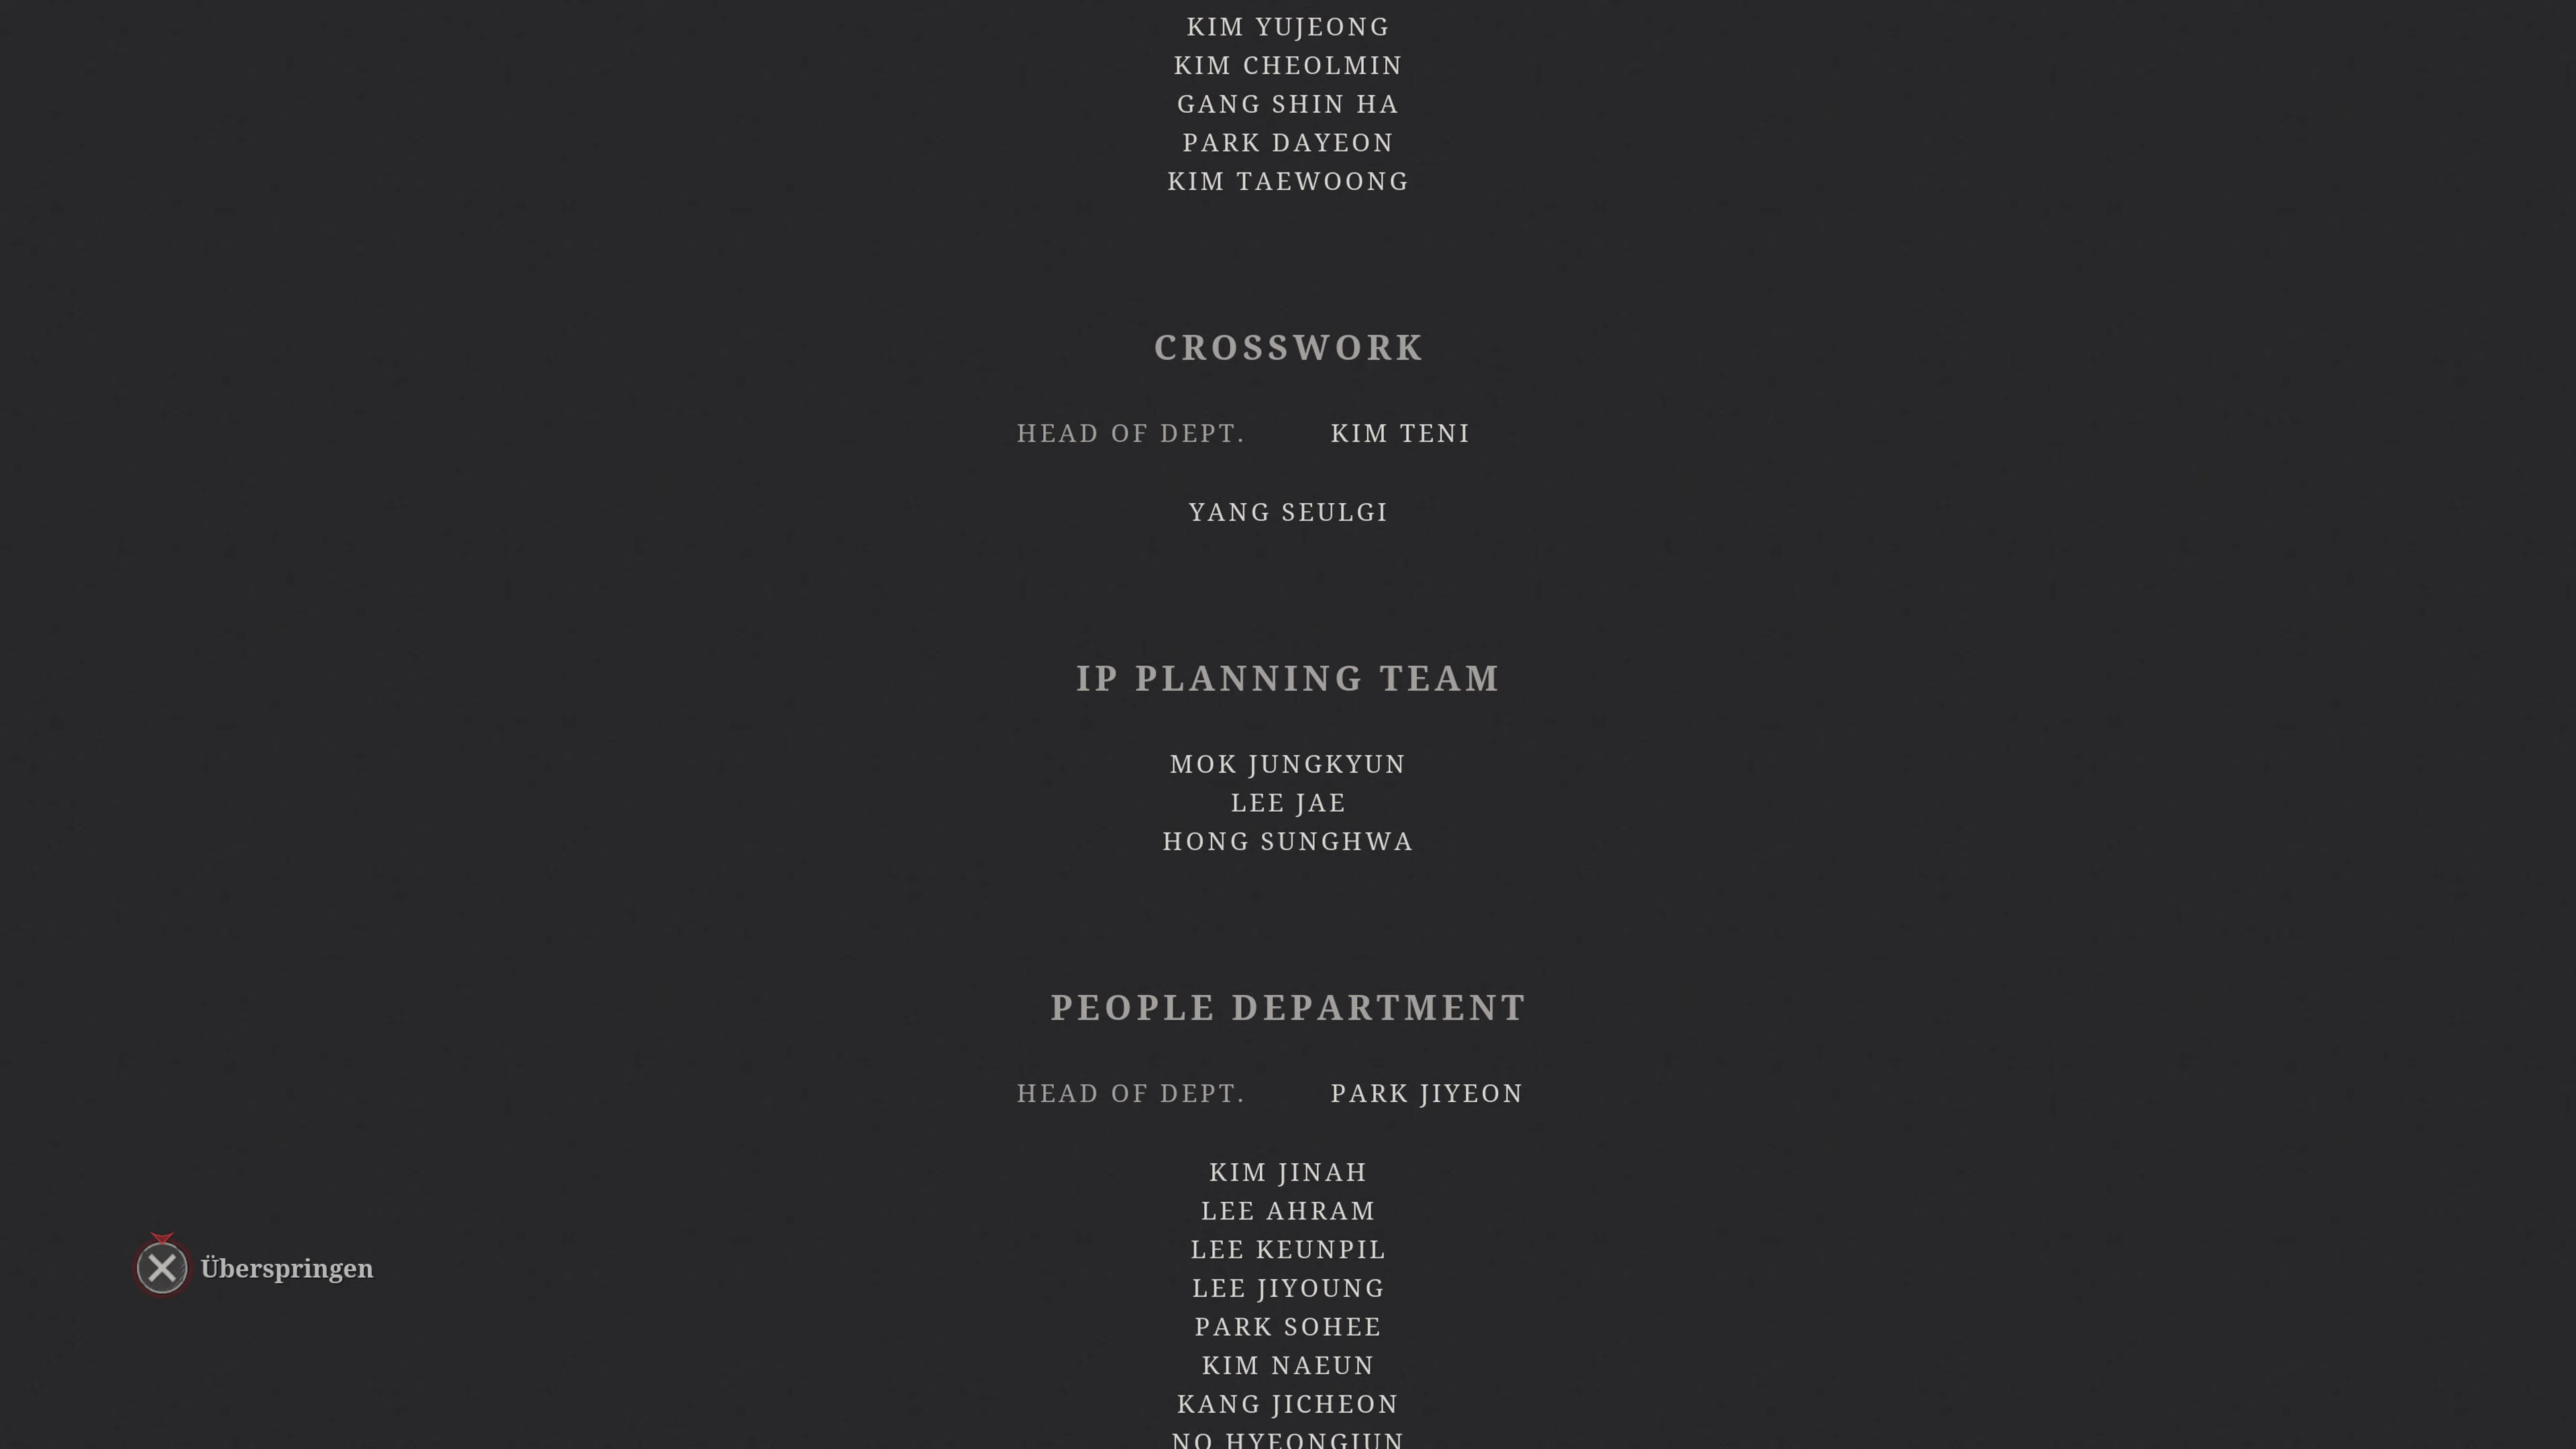 KIM YUJEONG
KIM CHEOLMIN
GANG SHIN HA
PARK DAYEON
KIM TAEWOONG
CROSSWORK
HEAD OF DEPT. KIM TENI
YANG SEULGI
IP PLANNING TEAM
MOK JUNGKYUN
LEE JAE
HONG SUNGHWA
PEOPLE DEPARTMENT
HEAD OF DEPT. PARK JIYEON
KIM JINAH
LEE AHRAM
LEE KEUNPIL
LEE JIYOUNG
PARK SOHEE
KIM NAEUN
KANG JICHEON
NO HYEONGJUN
Überspringen